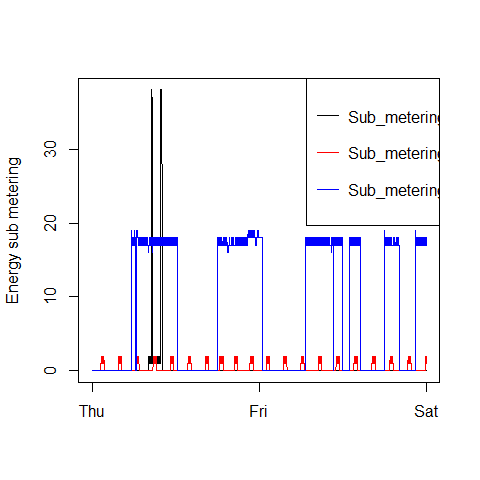 Energy sub metering
30
20
10
0
Sub_metering
Sub_metering
Sub_metering
Thu Fri Sat